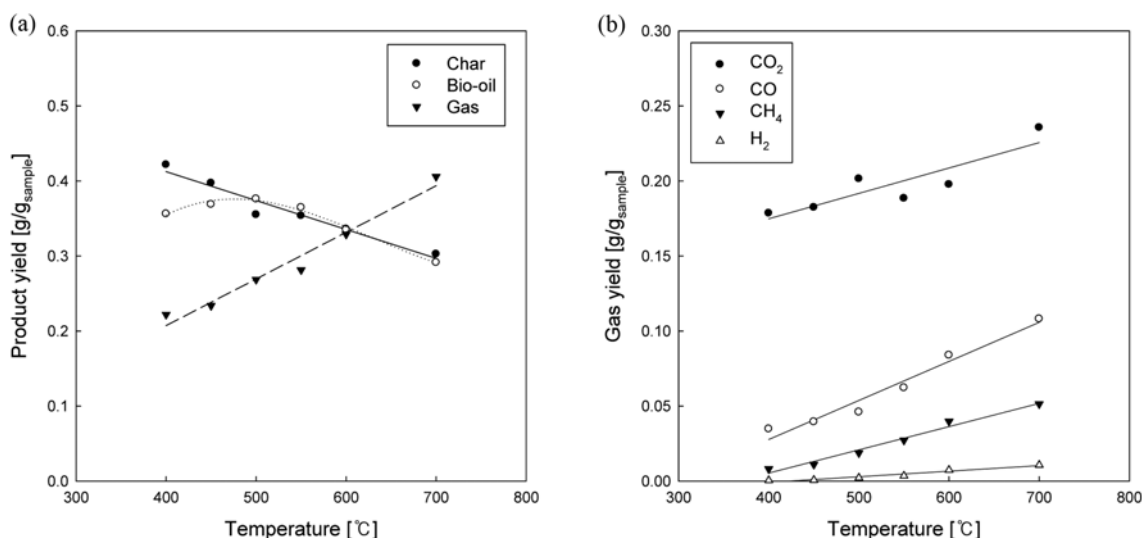 (a)
0.6
0.5
0.4
0.3
0.2
0.1
0.0
Product yield [g/g_sample]
Char
Bio-oil
Gas
300 400 500 600 700 800
Temperature [℃]
(b)
0.30
0.25
0.20
0.15
0.10
0.05
0.00
Gas yield [g/g_sample]
CO₂
CO
CH₄
H₂
300 400 500 600 700 800
Temperature [℃]